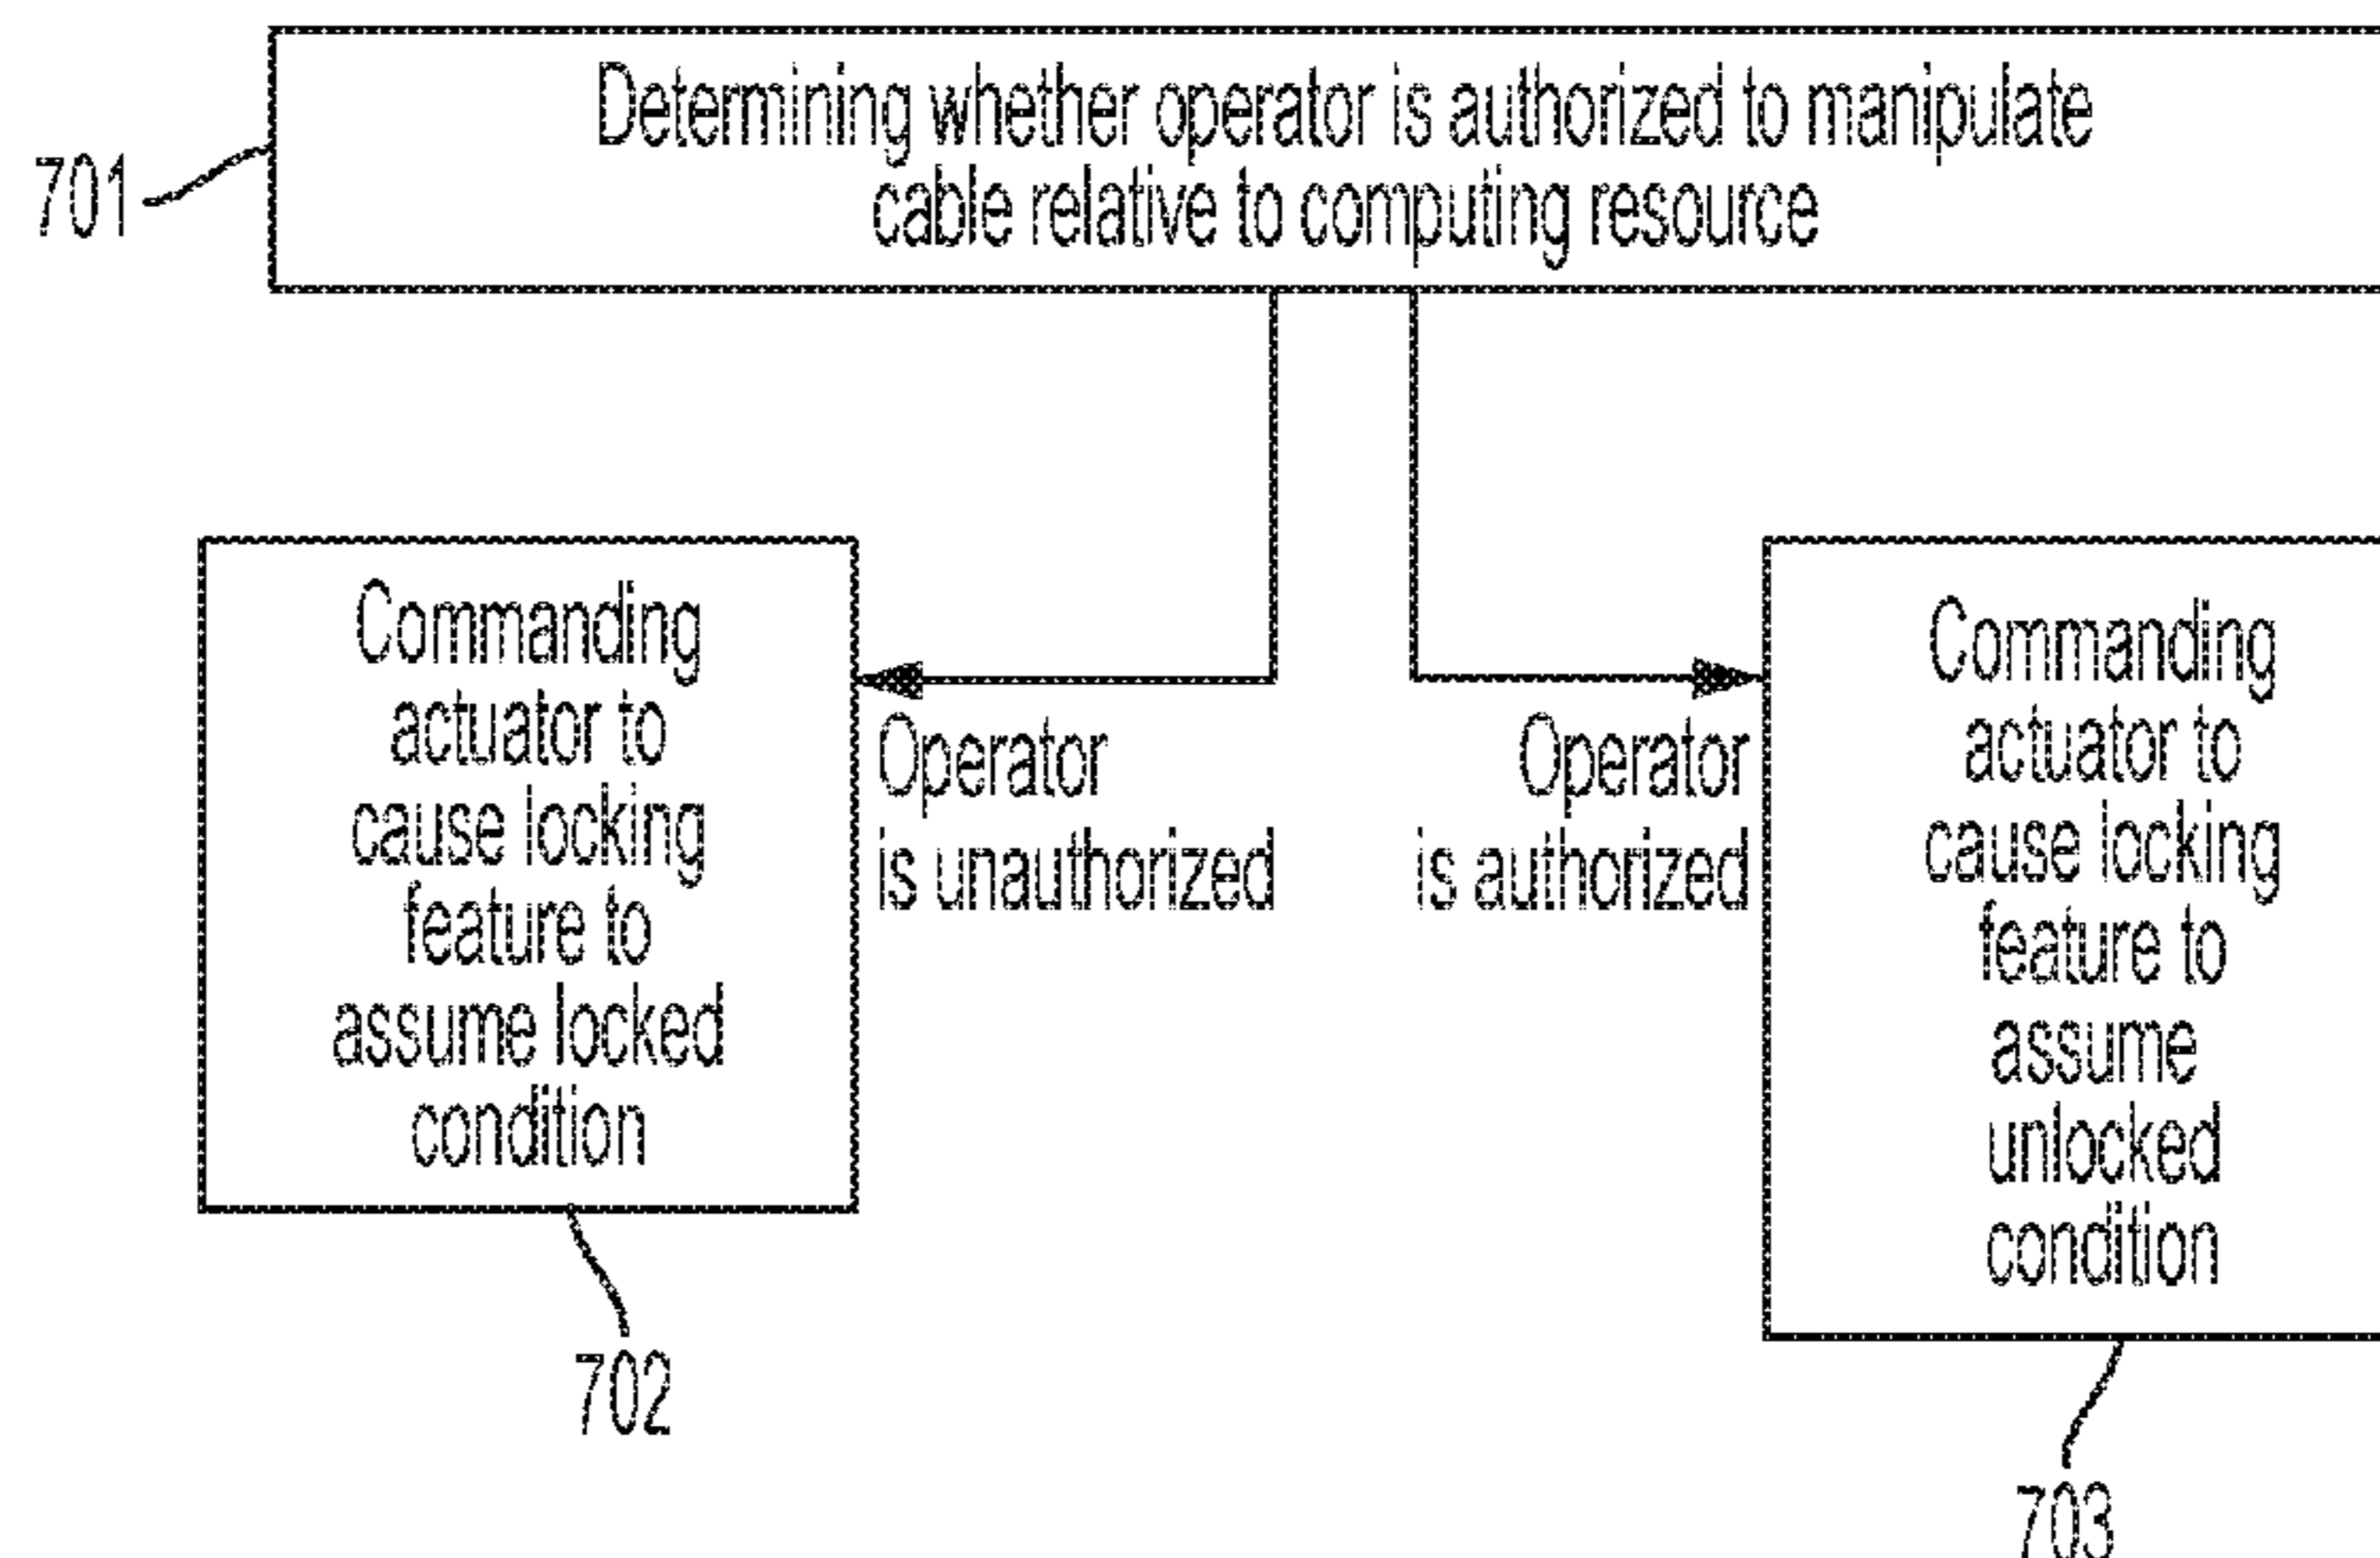 Determining whether operator is authorized to manipulate
cable relative to computing resource
701
Commanding
actuator to
cause locking
feature to
assume locked
condition
Operator
is unauthorized
Operator
is authorized
Commanding
actuator to
cause locking
feature to
assume
unlocked
condition
702
703